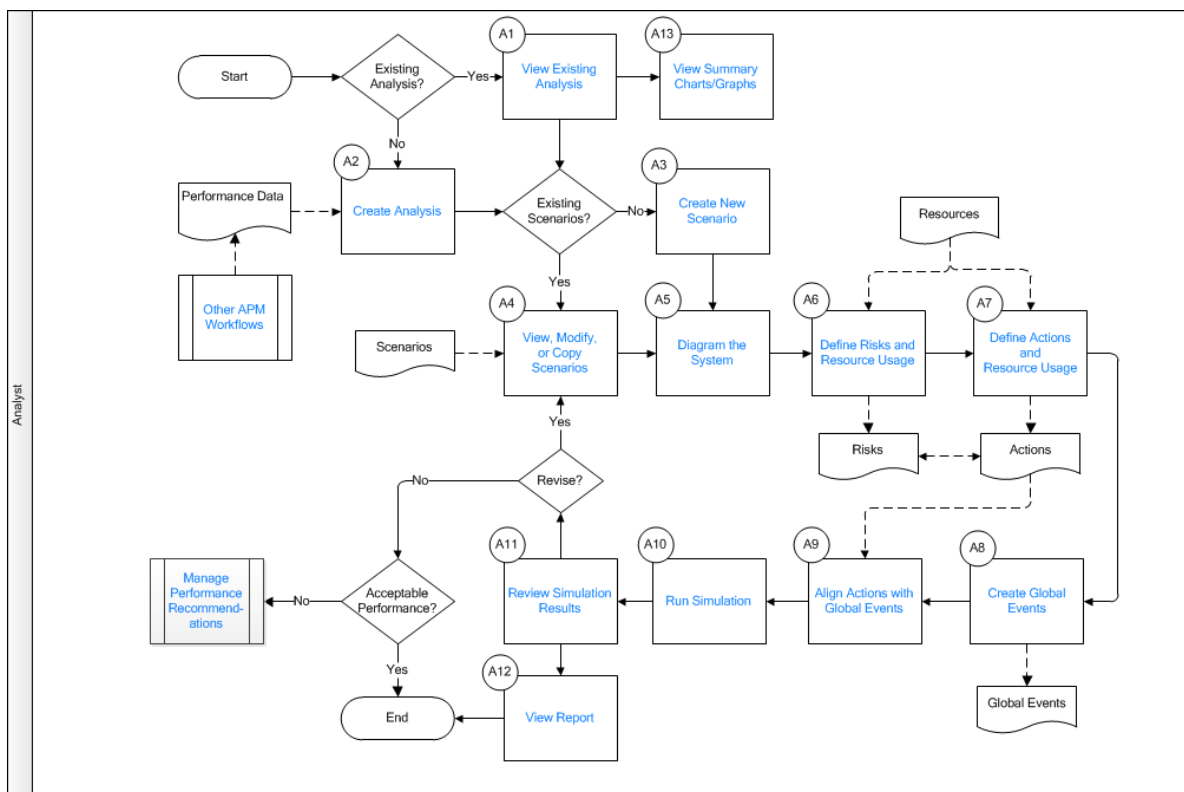 A1
A13
Start
Existing
Analysis?
Yes
View Existing
Analysis
View Summary
Charts/Graphs
No
A2
A3
Performance Data
Create Analysis
Existing
Scenarios?
No
Create New
Scenario
Resources
Other APM
Workflows
Yes
A4
A5
A6
A7
Scenarios
View, Modify,
or Copy
Scenarios
Diagram the
System
Define Risks and
Resource Usage
Define Actions
and
Resource Usage
Analyst
Yes
Risks
Actions
No
Revise?
A11
A10
A9
A8
Manage
Performance
Recommend-
ations
No
Acceptable
Performance?
Review Simulation
Results
Run Simulation
Align Actions with
Global Events
Create Global
Events
Yes
A12
End
View Report
Global Events